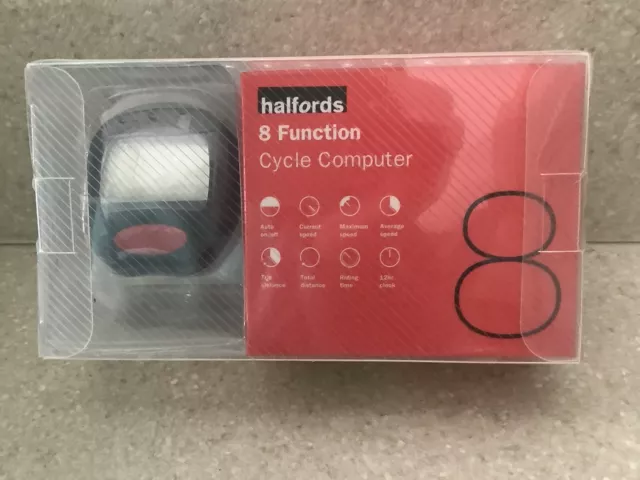 halfords
8 Function
Cycle Computer
Auto
on/off
Current
speed
Maximum
speed
Average
speed
Trip
distance
Total
distance
Riding
time
12hr
clock
8